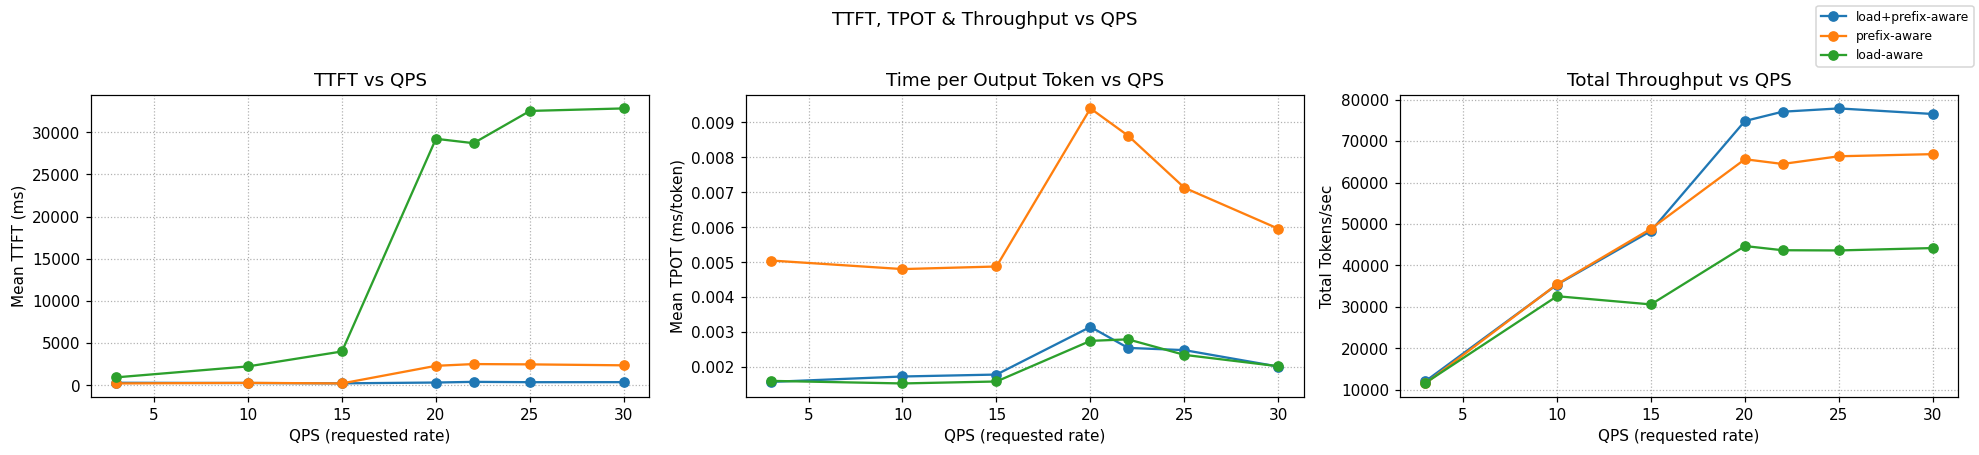 TTFT, TPOT & Throughput vs QPS
load+prefix-aware
prefix-aware
load-aware
TTFT vs QPS
Mean TTFT (ms)
30000
25000
20000
15000
10000
5000
0
5 10 15 20 25 30
QPS (requested rate)
Time per Output Token vs QPS
Mean TPOT (ms/token)
0.009
0.008
0.007
0.006
0.005
0.004
0.003
0.002
5 10 15 20 25 30
QPS (requested rate)
Total Throughput vs QPS
Total Tokens/sec
80000
70000
60000
50000
40000
30000
20000
10000
5 10 15 20 25 30
QPS (requested rate)